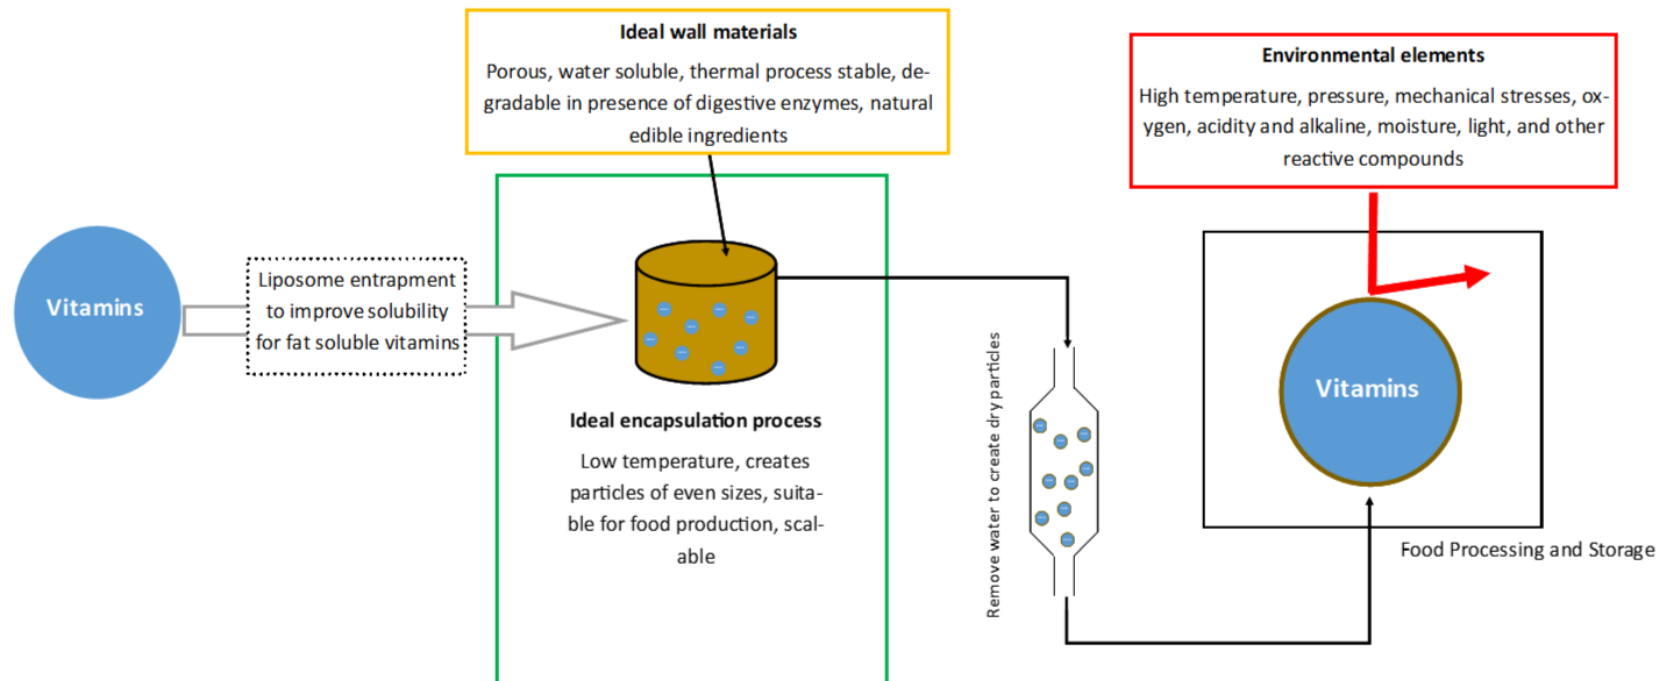 Ideal wall materials
Porous, water soluble, thermal process stable, de-
gradable in presence of digestive enzymes, natural
edible ingredients
Environmental elements
High temperature, pressure, mechanical stresses, ox-
ygen, acidity and alkaline, moisture, light, and other
reactive compounds
Vitamins
Liposome entrapment
to improve solubility
for fat soluble vitamins
Ideal encapsulation process
Low temperature, creates
particles of even sizes, suita-
ble for food production, scal-
able
Remove water to create dry particles
Vitamins
Food Processing and Storage